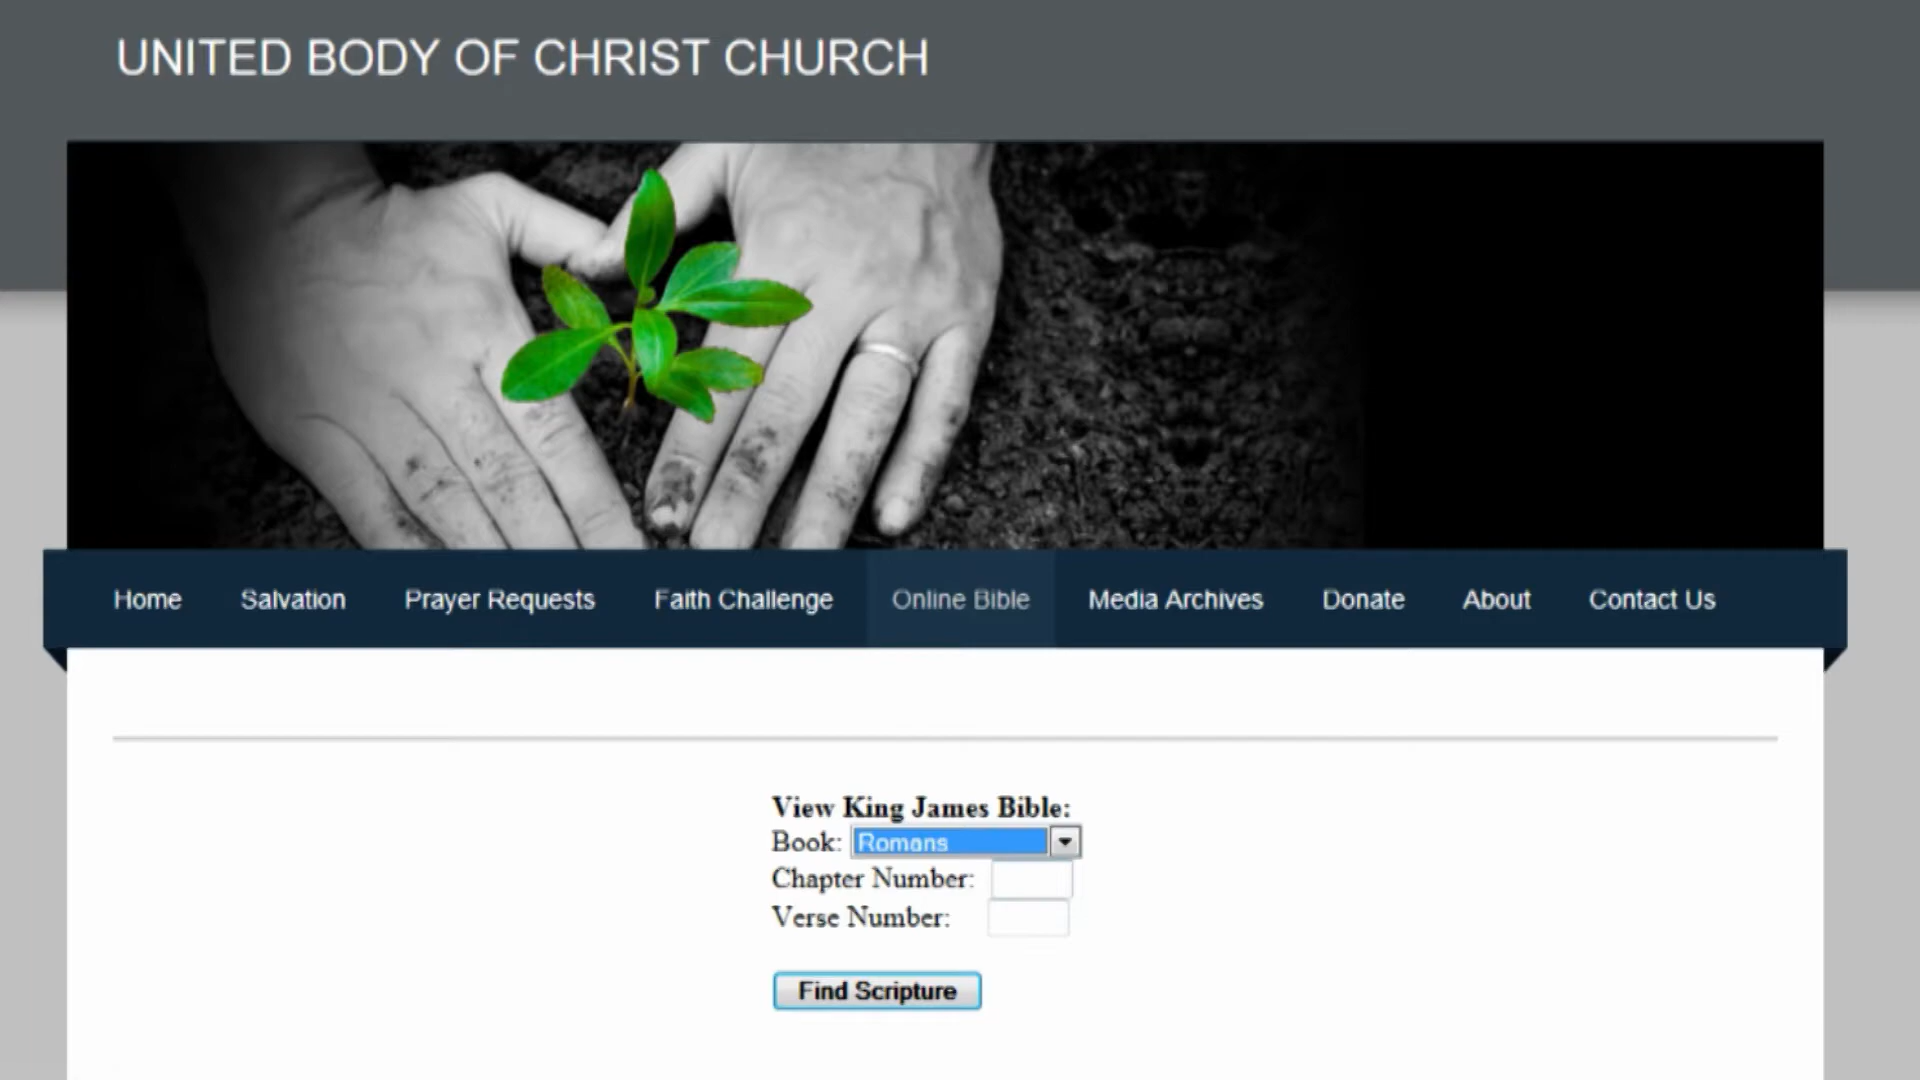 UNITED BODY OF CHRIST CHURCH
Home Salvation Prayer Requests Faith Challenge Online Bible Media Archives Donate About Contact Us
View King James Bible:
Book: Romans
Chapter Number:
Verse Number:
Find Scripture